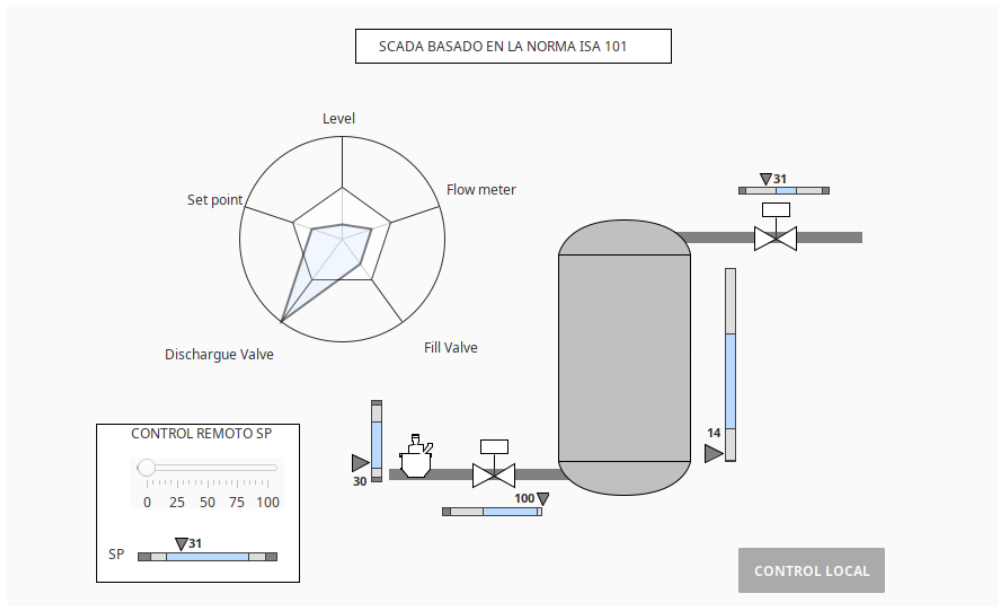 SCADA BASADO EN LA NORMA ISA 101
Level
Set point
Flow meter
Dischargue Valve
Fill Valve
31
14
30
100
CONTROL REMOTO SP
0 25 50 75 100
SP
31
CONTROL LOCAL